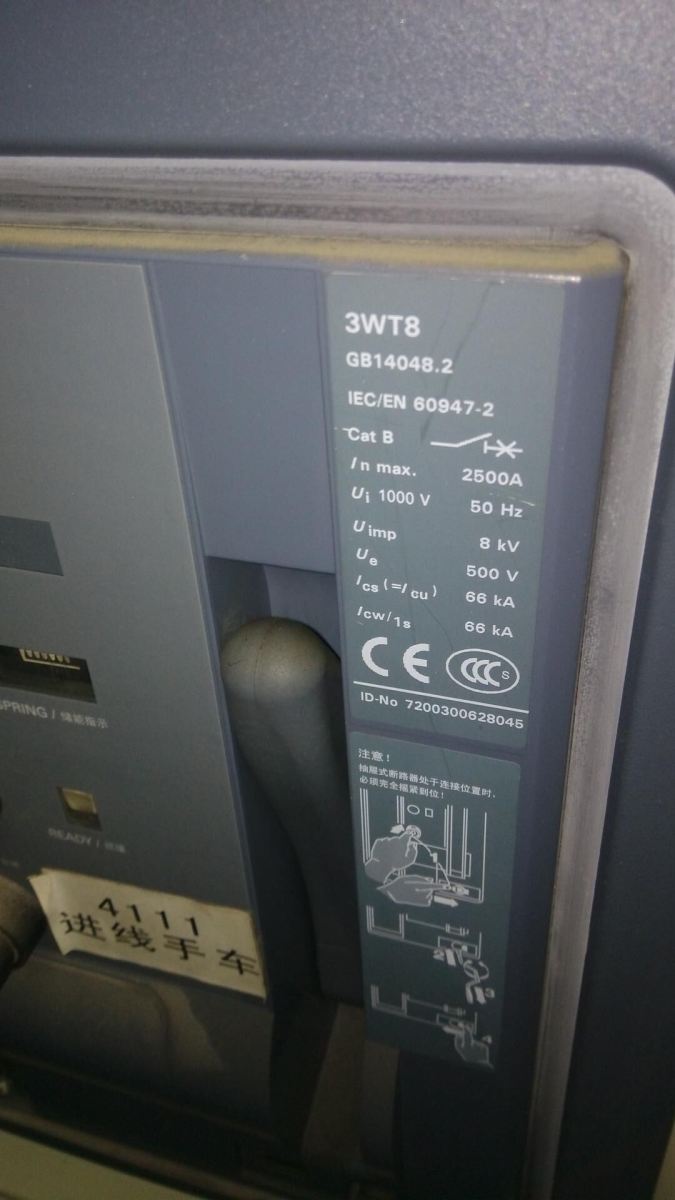 3WT8
GB14048.2
IEC/EN 60947-2
Cat B
In max. 2500A
Ui 1000 V 50 Hz
Uimp 8 kV
Ue 500 V
Ics (=Icu) 66 kA
Icw/1s 66 kA
CE CCC S
ID-No 7200300628045
注意!
抽屉式断路器处于连接位置时,
必须完全摇紧到位!
SPRING / 储能指示
READY /
4111
进线手车